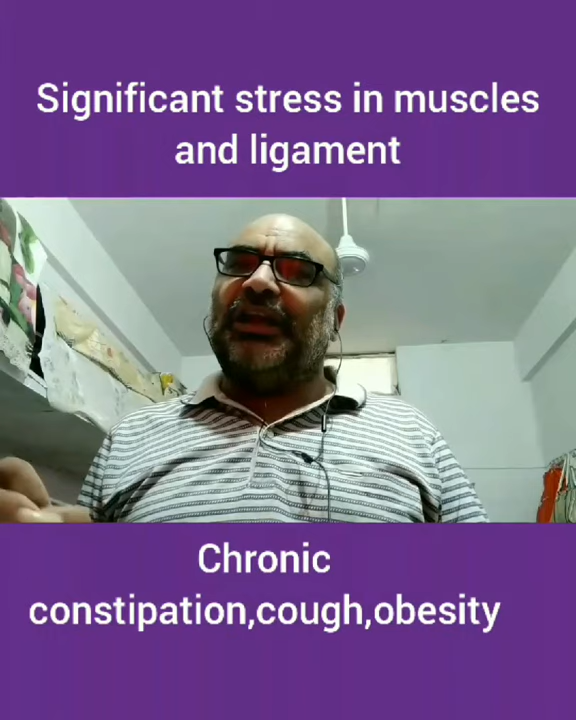 Significant stress in muscles
and ligament
Chronic
constipation,cough,obesity